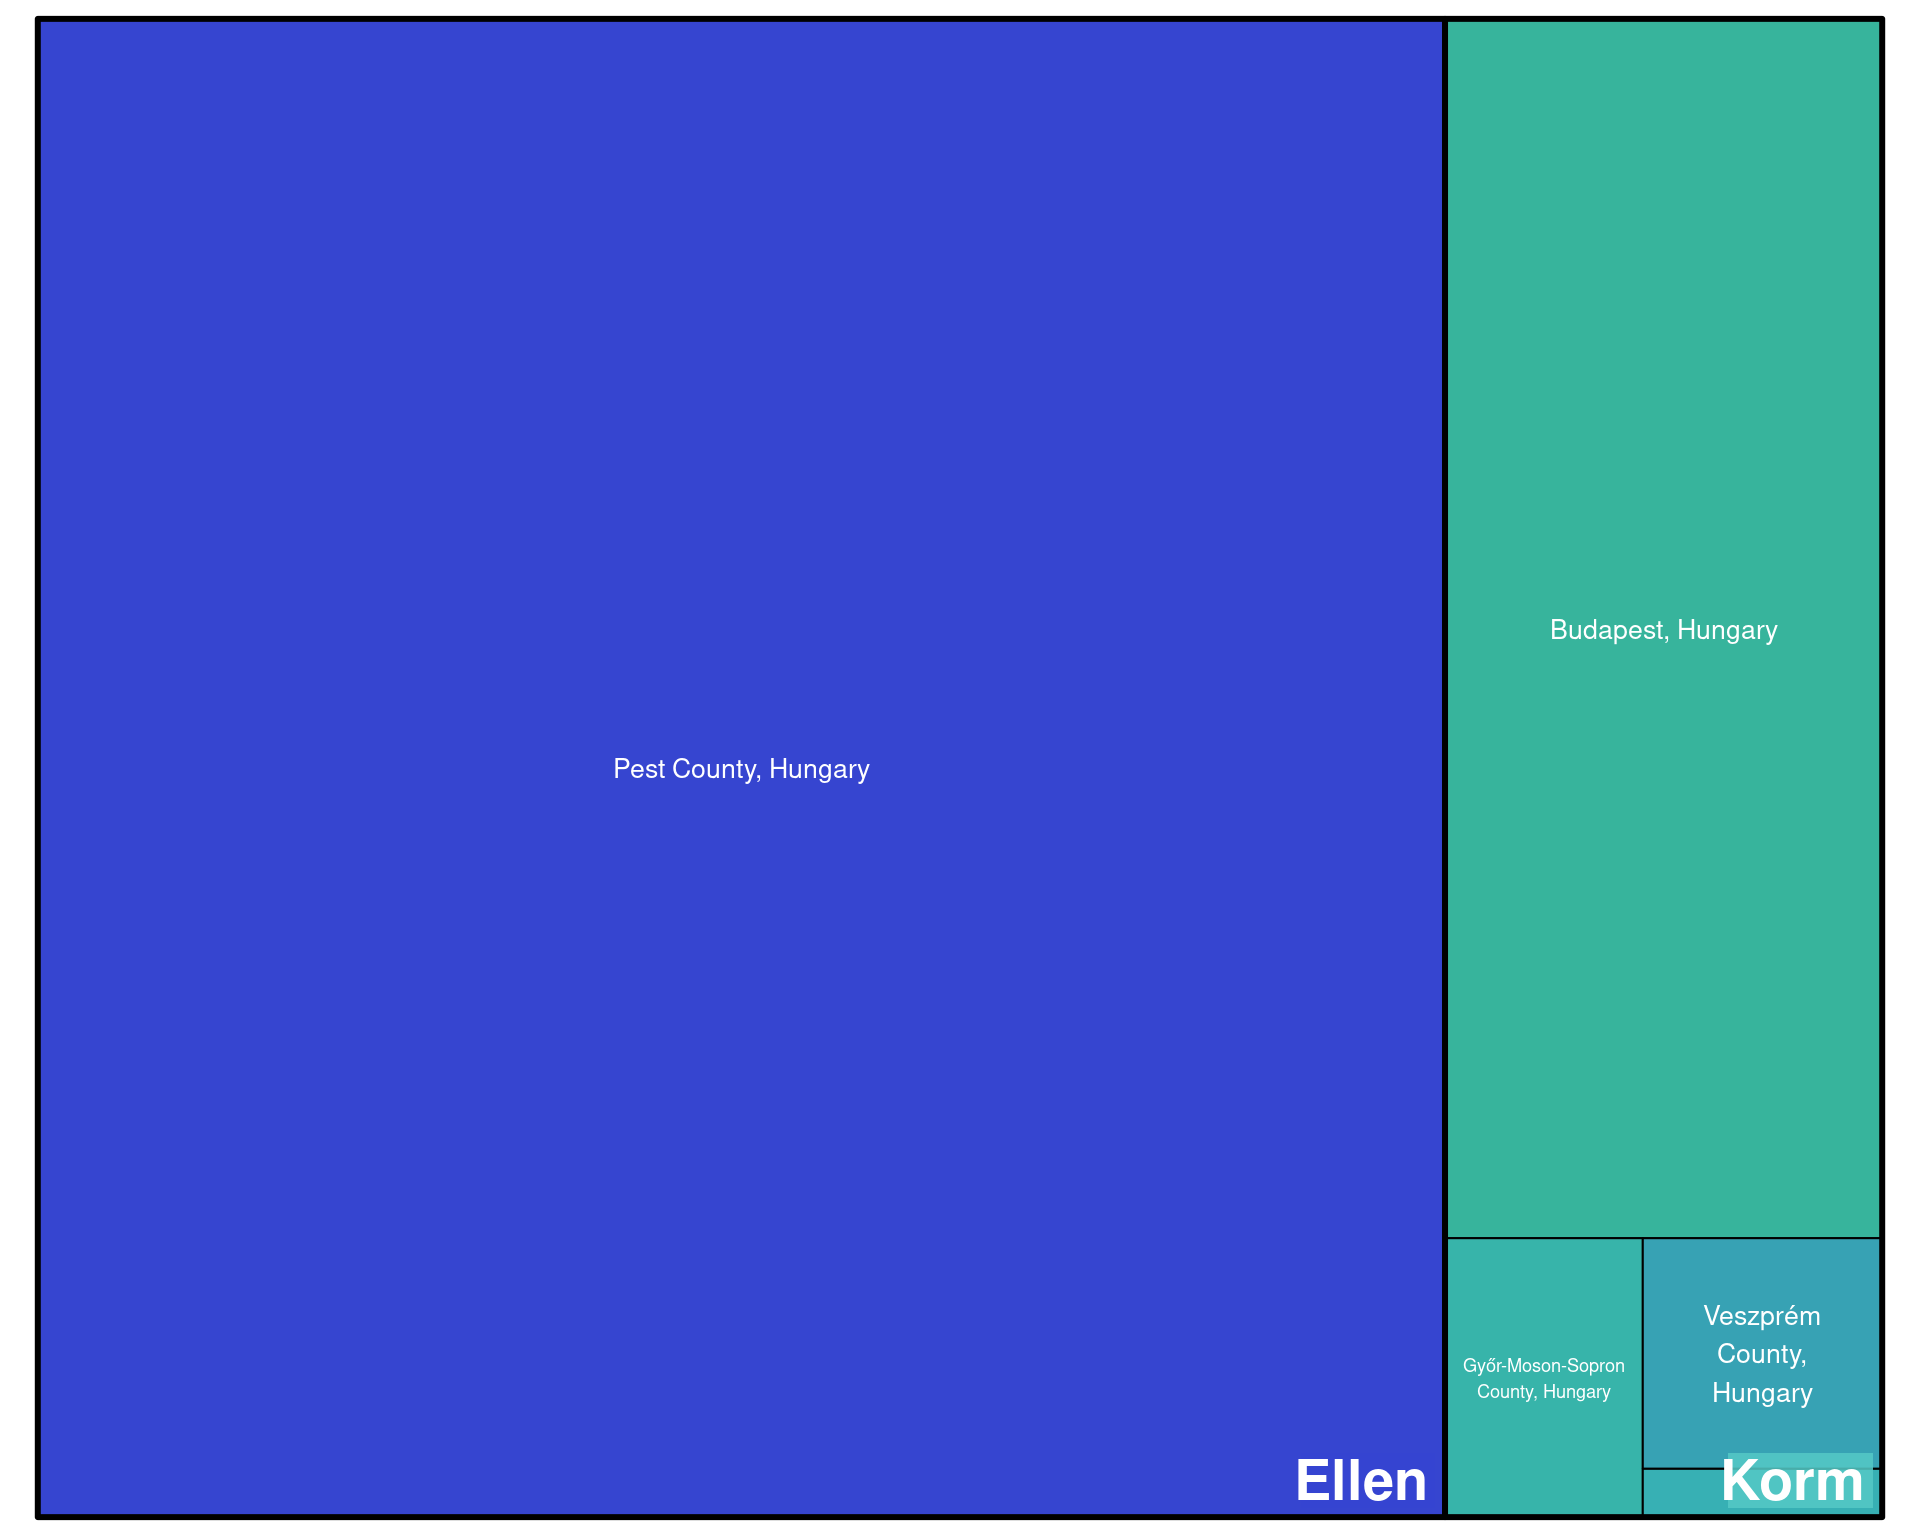 Pest County, Hungary
Ellen
Budapest, Hungary
Győr-Moson-Sopron
County, Hungary
Veszprém
County,
Hungary
Korm